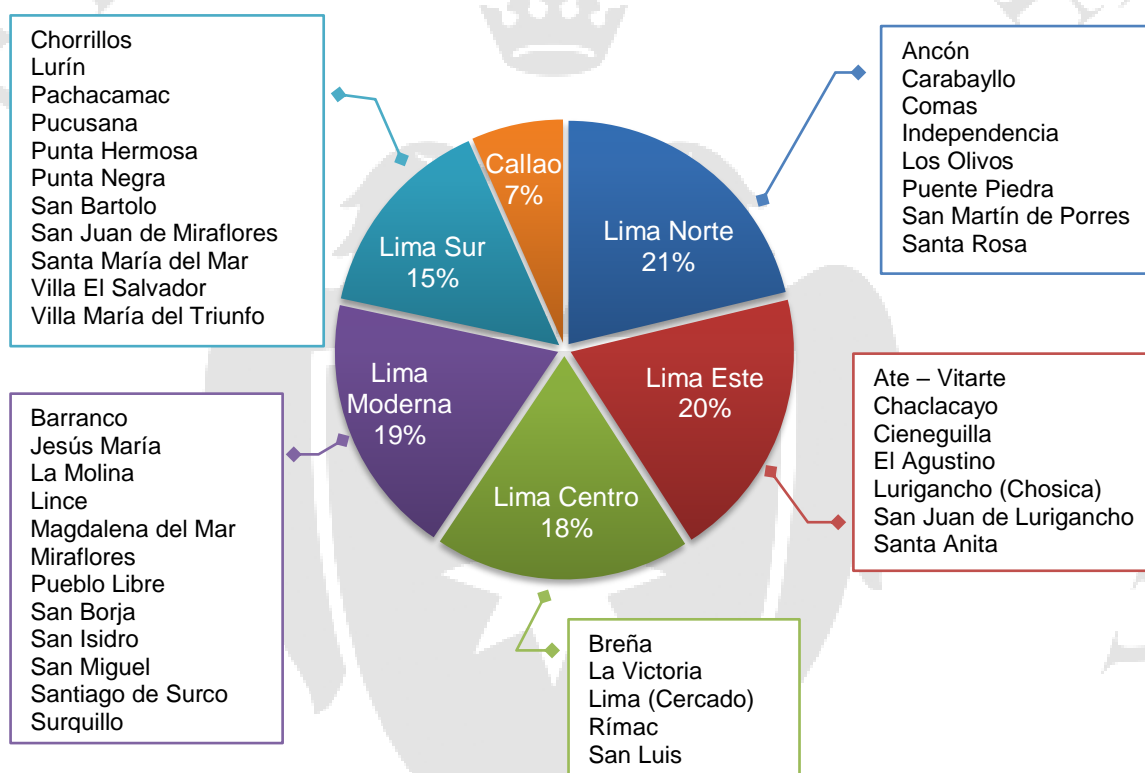 Chorrillos
Lurín
Pachacamac
Pucusana
Punta Hermosa
Punta Negra
San Bartolo
San Juan de Miraflores
Santa María del Mar
Villa El Salvador
Villa María del Triunfo
Ancón
Carabayllo
Comas
Independencia
Los Olivos
Puente Piedra
San Martín de Porres
Santa Rosa
Callao
7%
Lima Norte
21%
Lima Sur
15%
Lima Este
20%
Lima
Moderna
19%
Lima Centro
18%
Barranco
Jesús María
La Molina
Lince
Magdalena del Mar
Miraflores
Pueblo Libre
San Borja
San Isidro
San Miguel
Santiago de Surco
Surquillo
Ate – Vitarte
Chaclacayo
Cieneguilla
El Agustino
Lurigancho (Chosica)
San Juan de Lurigancho
Santa Anita
Breña
La Victoria
Lima (Cercado)
Rímac
San Luis